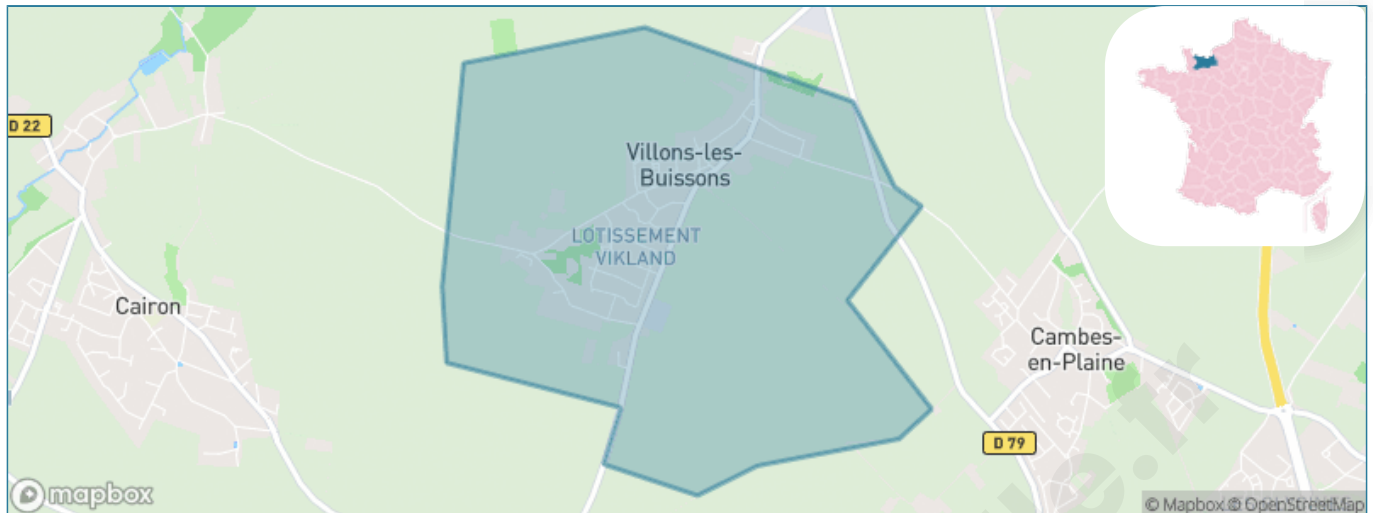 D 22
Villons-les-
Buissons
LOTISSEMENT
VIKLAND
Cairon
Cambes-
en-Plaine
D 79
mapbox
© Mapbox © OpenStreetMap